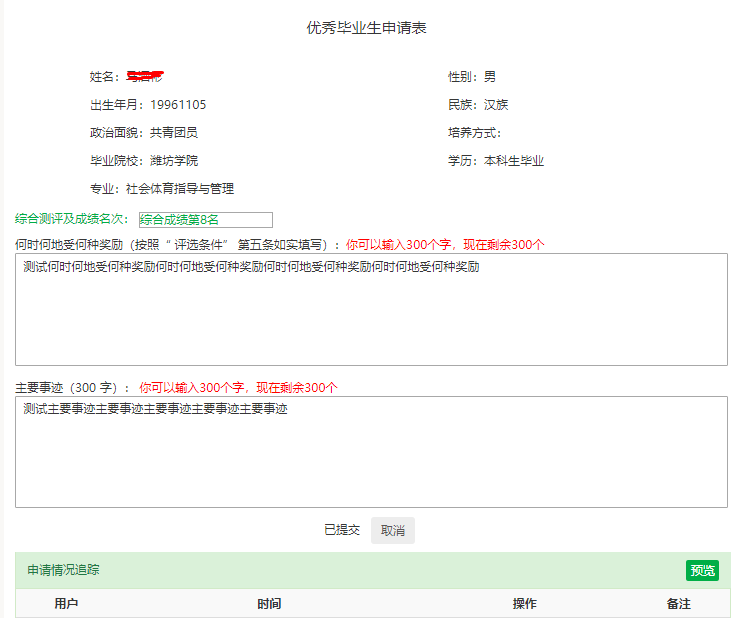 优秀毕业生申请表
姓名： 性别：男
出生年月：19961105 民族：汉族
政治面貌：共青团员 培养方式：
毕业院校：潍坊学院 学历：本科生毕业
专业：社会体育指导与管理
综合测评及成绩名次： 综合成绩第8名
何时何地受何种奖励（按照“ 评选条件” 第五条如实填写）：你可以输入300个字，现在剩余300个
测试何时何地受何种奖励何时何地受何种奖励何时何地受何种奖励何时何地受何种奖励
主要事迹（300 字）： 你可以输入300个字，现在剩余300个
测试主要事迹主要事迹主要事迹主要事迹主要事迹
已提交 取消
申请情况追踪 预览
用户 时间 操作 备注